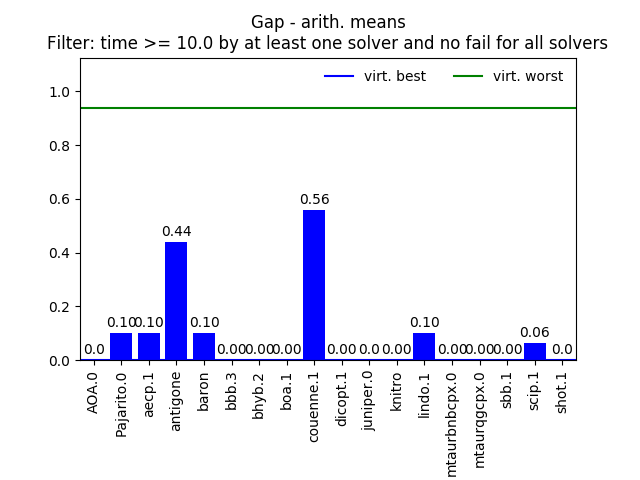 Gap - arith. means
Filter: time >= 10.0 by at least one solver and no fail for all solvers
virt. best
virt. worst
1.0
0.8
0.6
0.4
0.2
0.0
0.0
0.10
0.10
0.44
0.10
0.00
0.00
0.00
0.56
0.00
0.0
0.00
0.10
0.00
0.00
0.00
0.06
0.0
AOA.0
Pajarito.0
aecp.1
antigone
baron
bbb.3
bhyb.2
boa.1
couenne.1
dicopt.1
juniper.0
knitro
lindo.1
mtaurbnbcpx.0
mtaurqgcpx.0
sbb.1
scip.1
shot.1